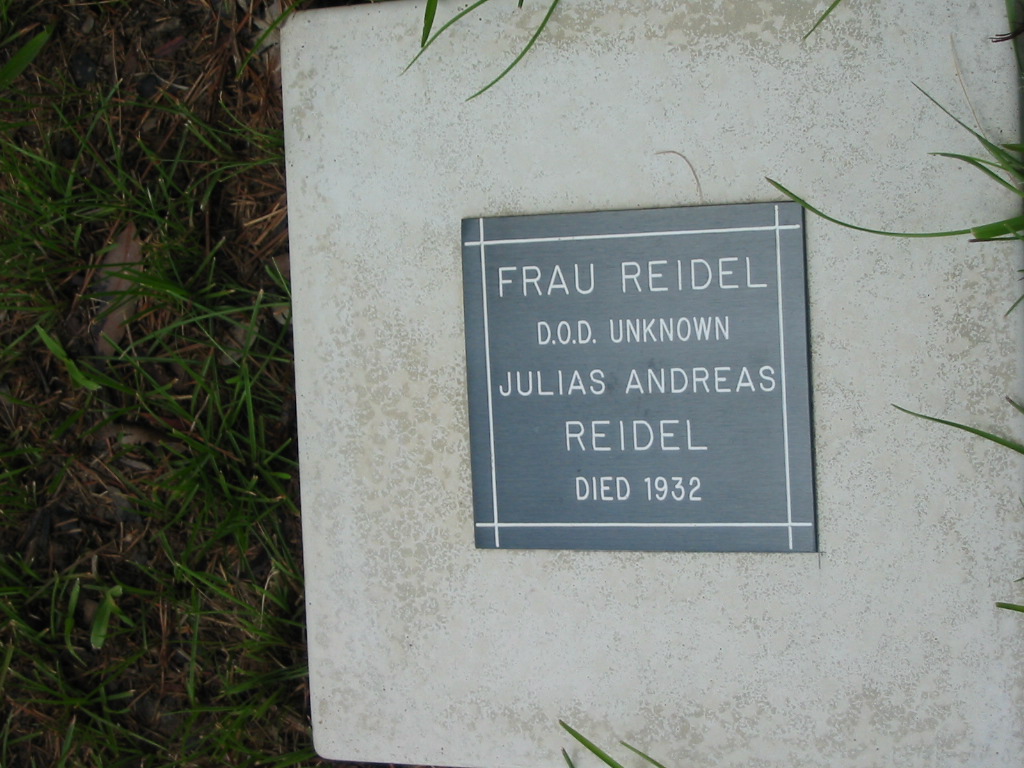 FRAU REIDEL
D.O.D. UNKNOWN
JULIAS ANDREAS
REIDEL
DIED 1932